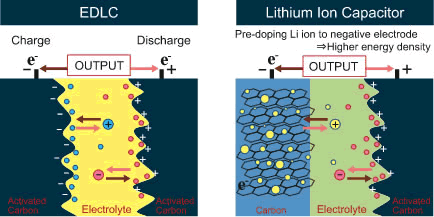 EDLC
Charge
Discharge
e-
OUTPUT
e-
−
+
+
−
Activated
Carbon
Electrolyte
Activated
Carbon
Lithium Ion Capacitor
Pre-doping Li ion to negative electrode
⇒Higher energy density
e-
OUTPUT
−
+
+
−
e-
Carbon
Electrolyte
Activated
Carbon